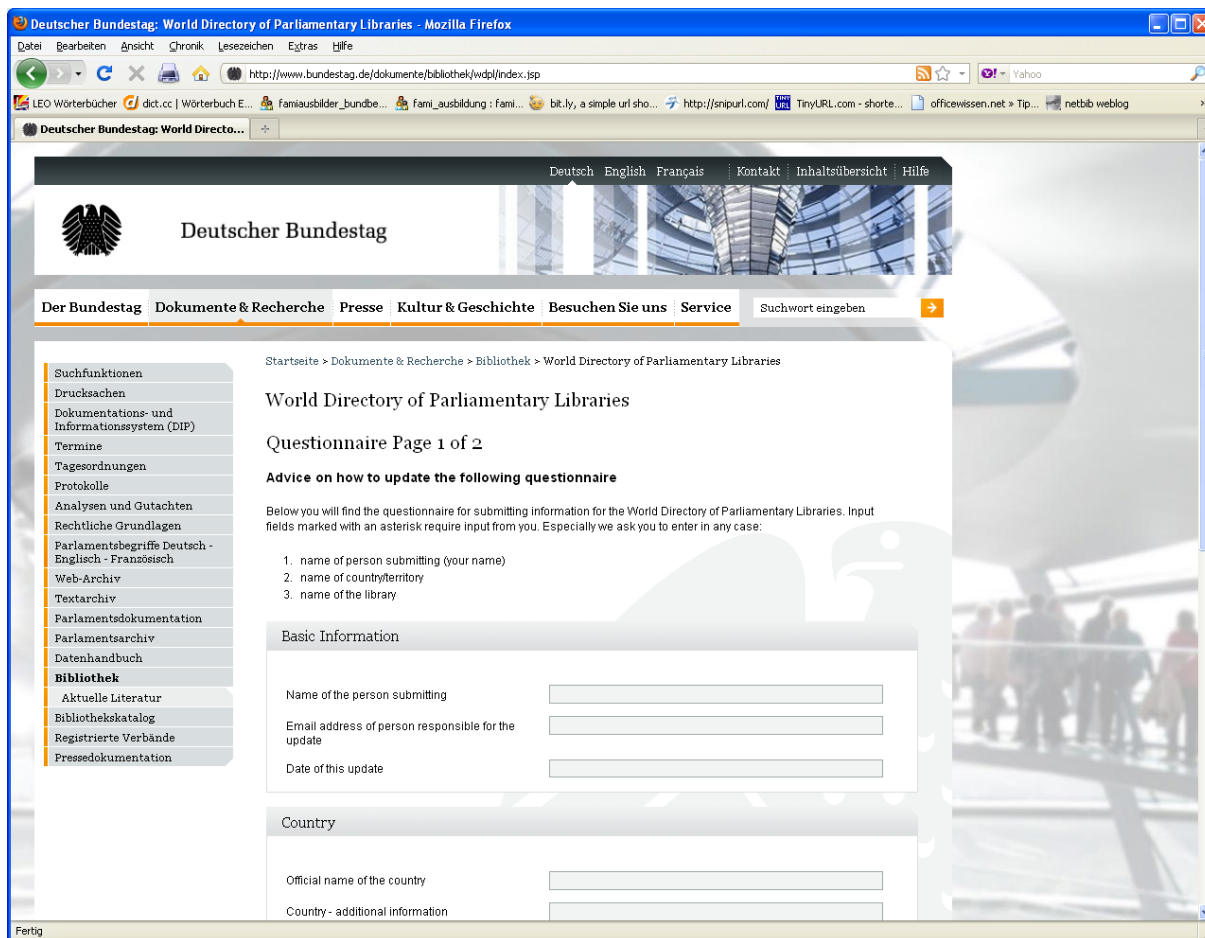 Deutscher Bundestag: World Directory of Parliamentary Libraries - Mozilla Firefox
Datei Bearbeiten Ansicht Chronik Lesezeichen Extras Hilfe
http://www.bundestag.de/dokumente/bibliothek/wdpl/index.jsp
Yahoo
LEO Wörterbücher dict.cc | Wörterbuch E... famiausbilder_bundbe... fami_ausbildung : fami... bit.ly, a simple url sho... http://snipurl.com/ TinyURL.com - shorte... officewissen.net » Tip... netbib weblog
Deutscher Bundestag: World Directo...
Deutsch English Français Kontakt Inhaltsübersicht Hilfe
Deutscher Bundestag
Der Bundestag Dokumente & Recherche Presse Kultur & Geschichte Besuchen Sie uns Service Suchwort eingeben
Startseite > Dokumente & Recherche > Bibliothek > World Directory of Parliamentary Libraries
Suchfunktionen
Drucksachen
Dokumentations- und
Informationssystem (DIP)
Termine
Tagesordnungen
Protokolle
Analysen und Gutachten
Rechtliche Grundlagen
Parlamentsbegriffe Deutsch -
Englisch - Französisch
Web-Archiv
Textarchiv
Parlamentsdokumentation
Parlamentsarchiv
Datenhandbuch
Bibliothek
Aktuelle Literatur
Bibliothekskatalog
Registrierte Verbände
Pressedokumentation
World Directory of Parliamentary Libraries
Questionnaire Page 1 of 2
Advice on how to update the following questionnaire
Below you will find the questionnaire for submitting information for the World Directory of Parliamentary Libraries. Input
fields marked with an asterisk require input from you. Especially we ask you to enter in any case:
1. name of person submitting (your name)
2. name of country/territory
3. name of the library
Basic Information
Name of the person submitting
Email address of person responsible for the
update
Date of this update
Country
Official name of the country
Country - additional information
Fertig